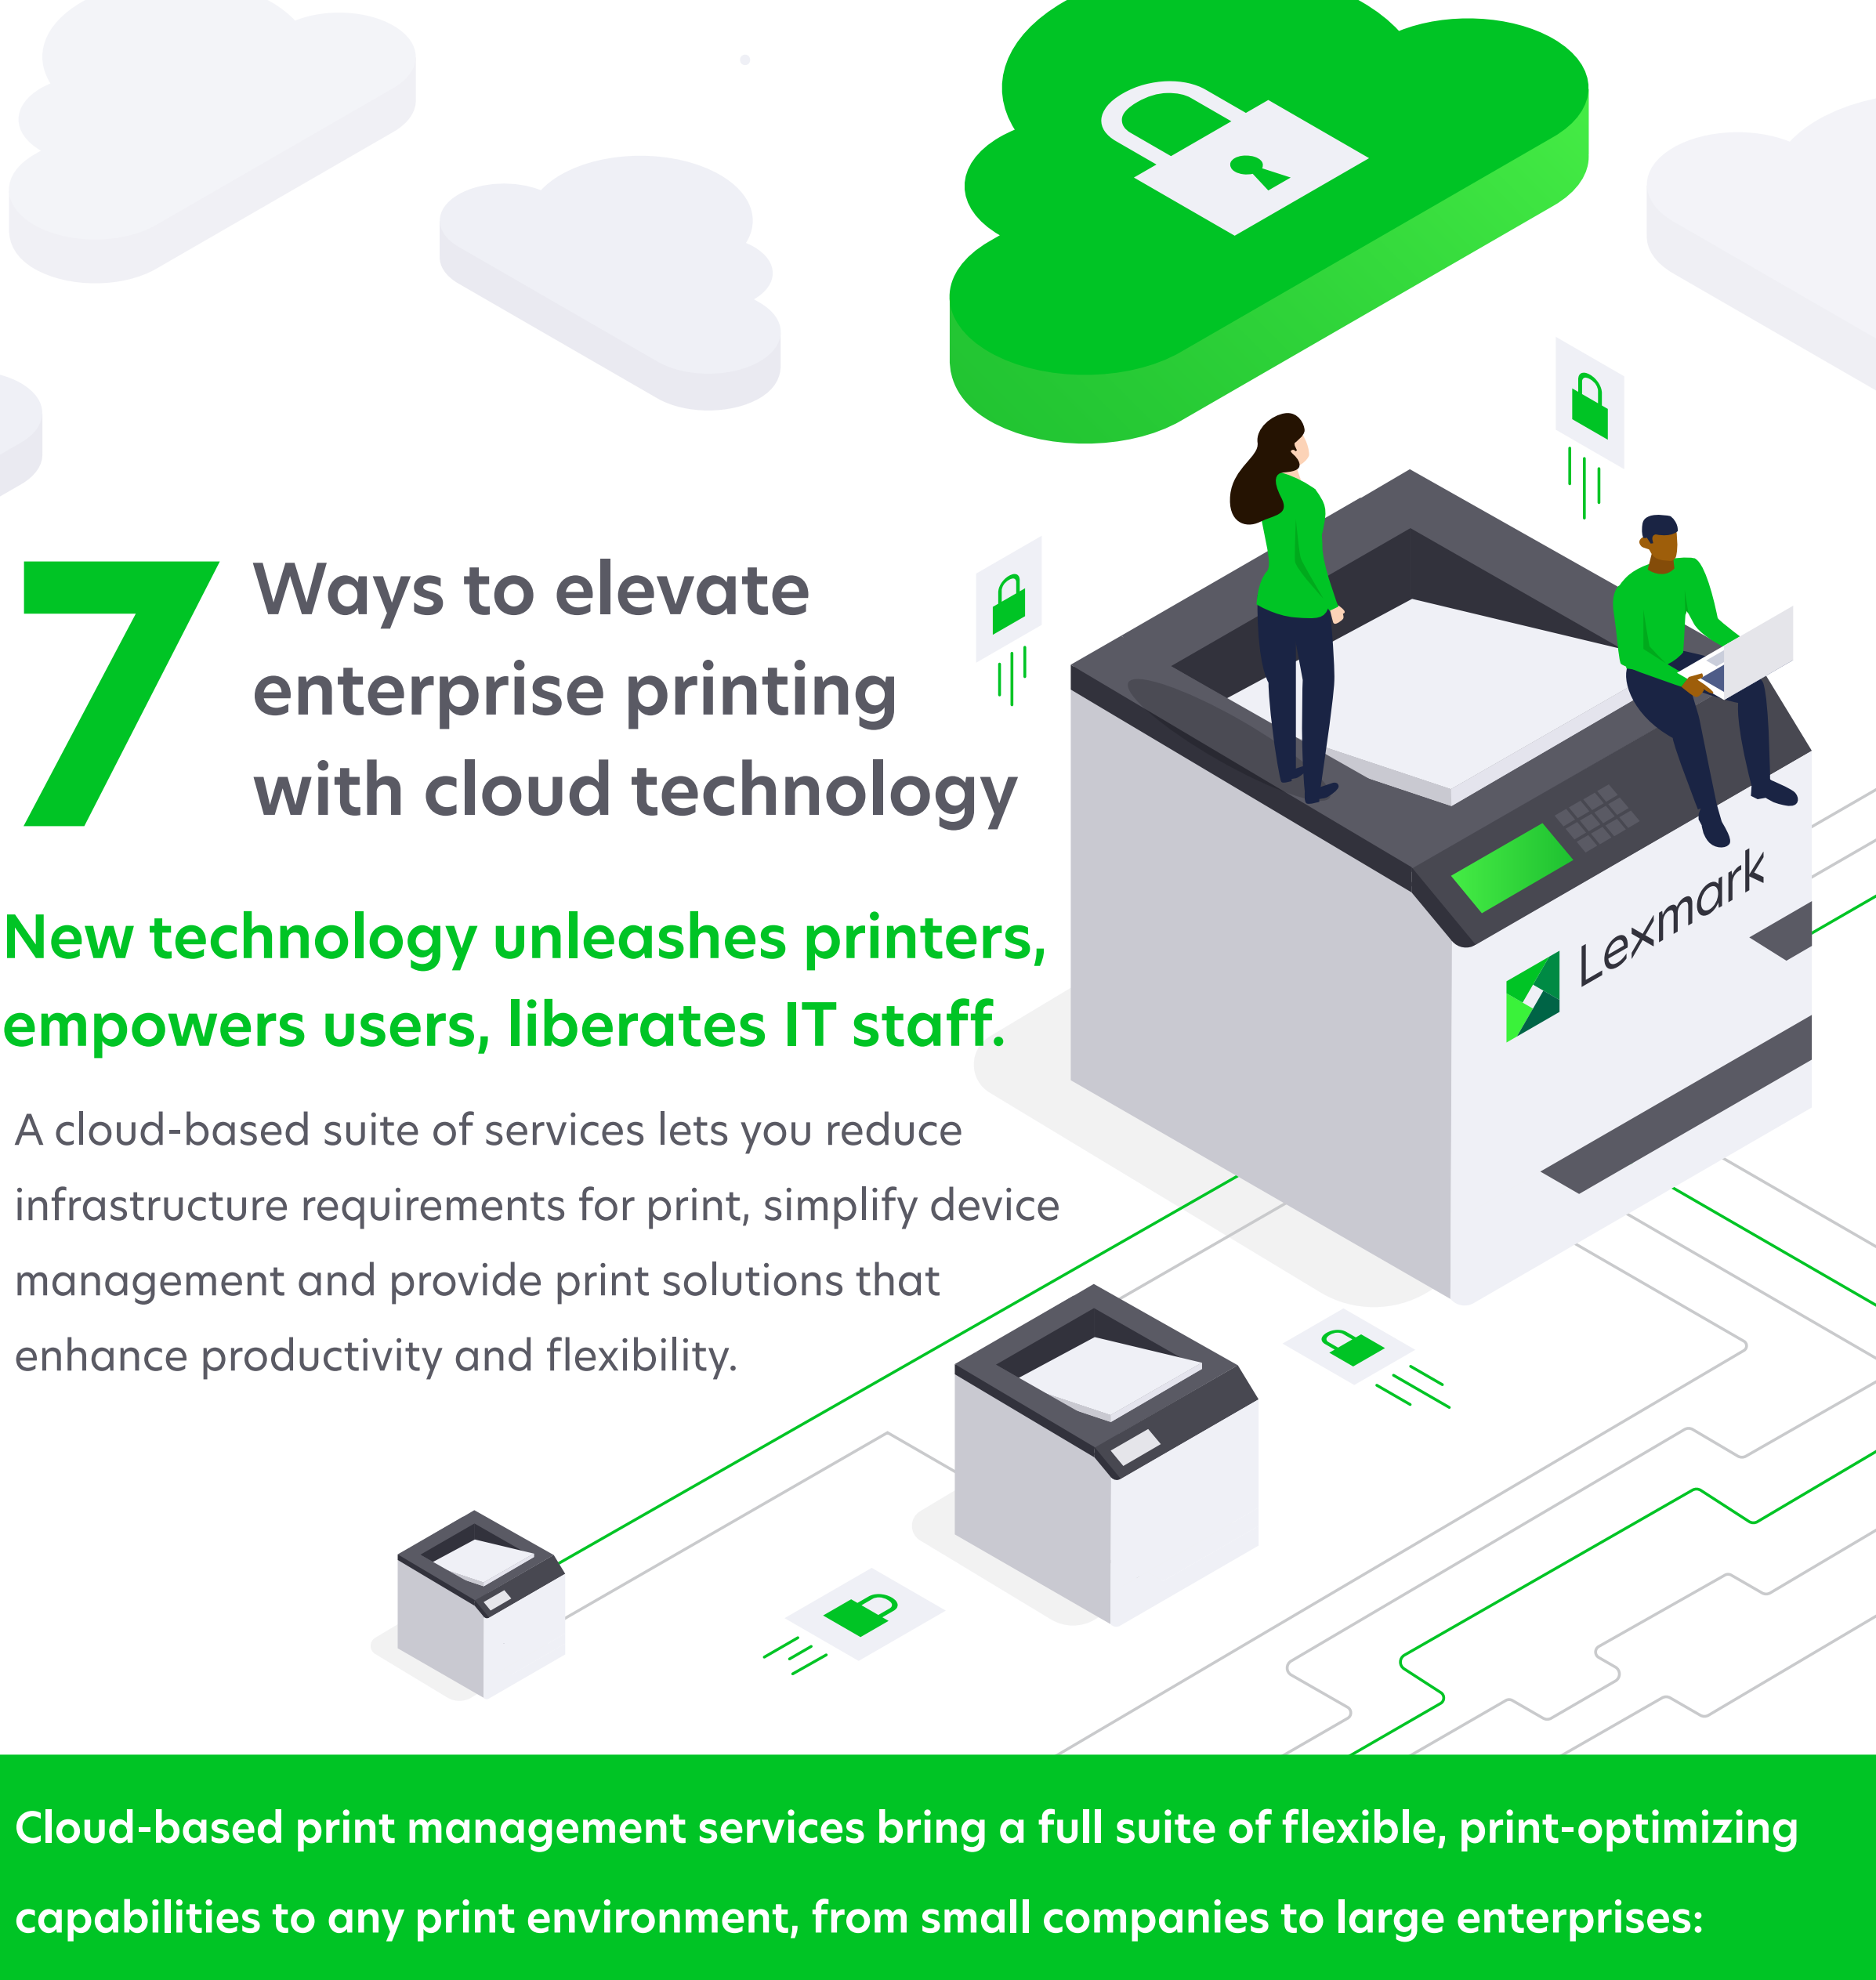 7
Ways to elevate
enterprise printing
with cloud technology
New technology unleashes printers,
empowers users, liberates IT staff.
A cloud-based suite of services lets you reduce
infrastructure requirements for print, simplify device
management and provide print solutions that
enhance productivity and flexibility.
Lexmark
Cloud-based print management services bring a full suite of flexible, print-optimizing
capabilities to any print environment, from small companies to large enterprises: